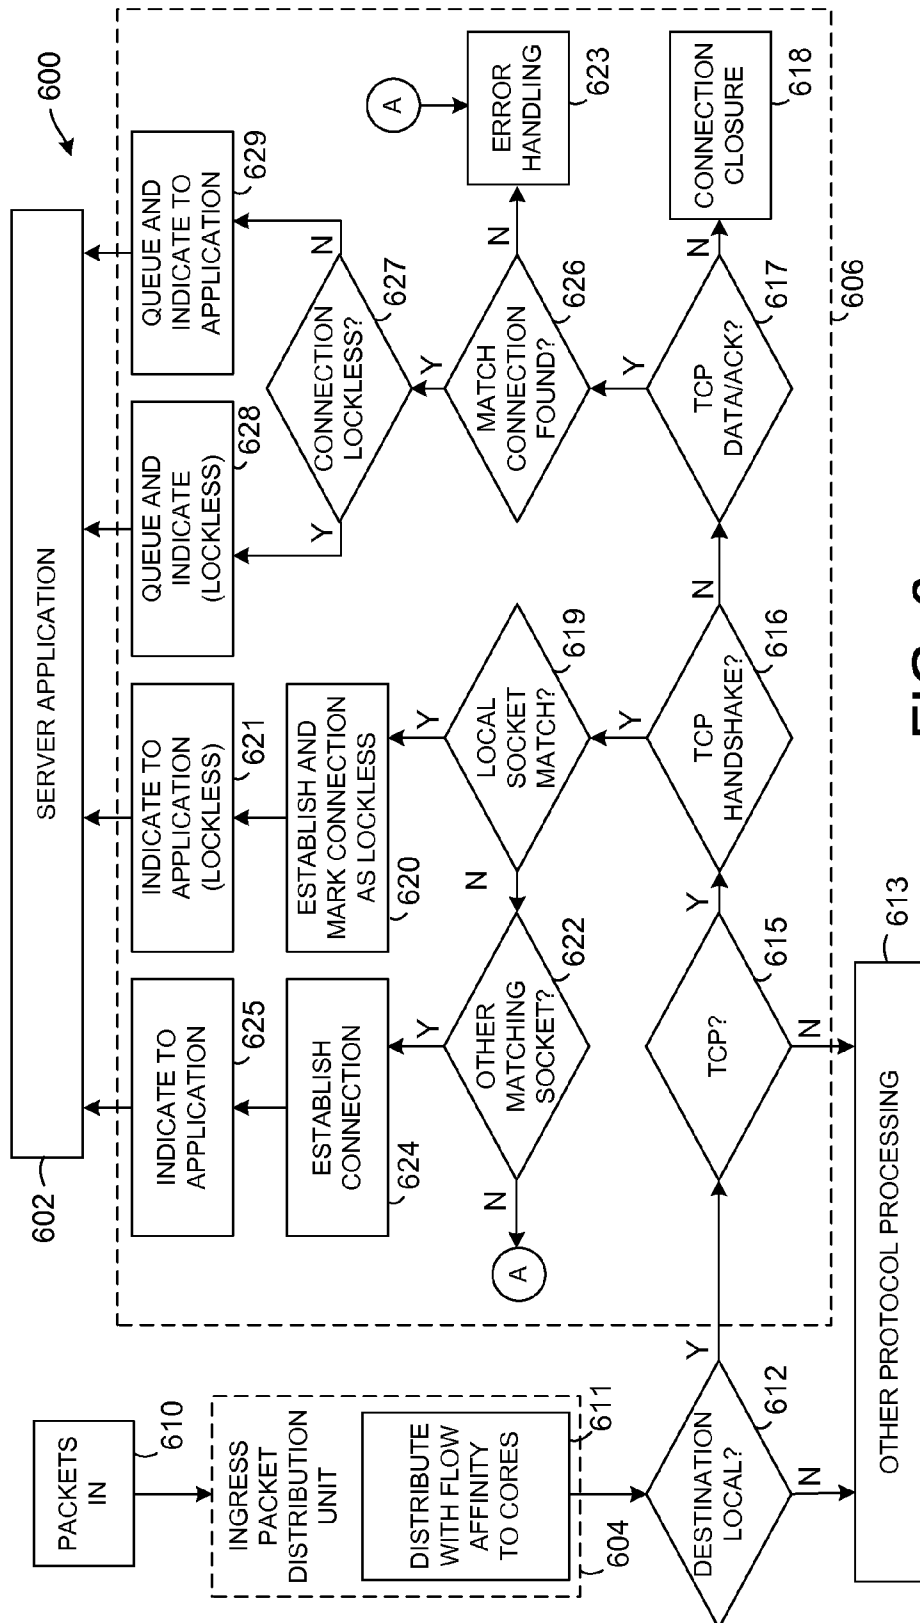 600
SERVER APPLICATION
602
PACKETS
IN
610
INGRESS
PACKET
DISTRIBUTION
UNIT
DISTRIBUTE
WITH FLOW
AFFINITY
TO CORES
611
604
DESTINATION
LOCAL?
612
Y
N
OTHER PROTOCOL PROCESSING
613
TCP?
615
Y
N
TCP
HANDSHAKE?
616
Y
N
TCP
DATA/ACK?
617
Y
N
CONNECTION
CLOSURE
618
606
LOCAL
SOCKET
MATCH?
619
Y
N
ESTABLISH AND
MARK CONNECTION
AS LOCKLESS
620
INDICATE TO
APPLICATION
(LOCKLESS)
621
OTHER
MATCHING
SOCKET?
622
Y
N
A
ESTABLISH
CONNECTION
624
INDICATE TO
APPLICATION
625
MATCH
CONNECTION
FOUND?
626
Y
N
A
ERROR
HANDLING
623
CONNECTION
LOCKLESS?
627
Y
N
QUEUE AND
INDICATE
(LOCKLESS)
628
QUEUE AND
INDICATE TO
APPLICATION
629
FIG.